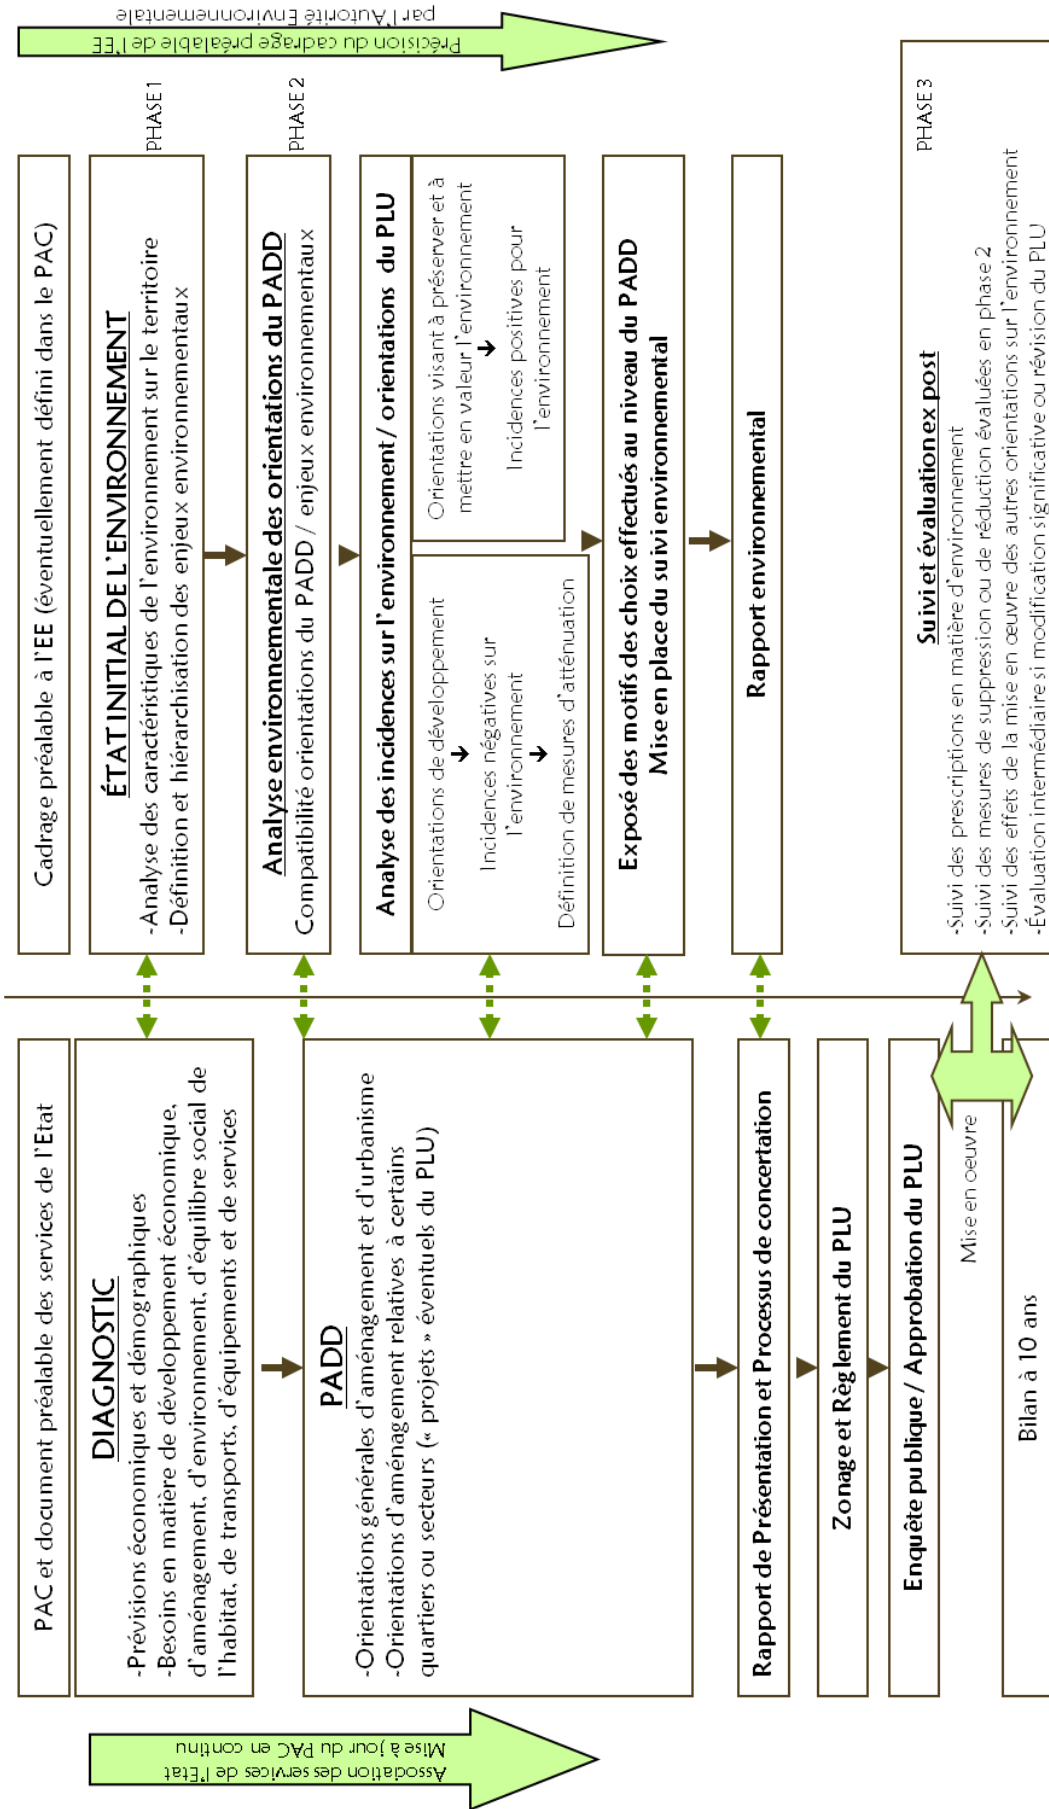 Association des services de l'Etat
Mise à jour du PAC en continu
PAC et document préalable des services de l'Etat
DIAGNOSTIC
-Prévisions économiques et démographiques
-Besoins en matière de développement économique,
d'aménagement, d'environnement, d'équilibre social de
l'habitat, de transports, d'équipements et de services
PADD
-Orientations générales d'aménagement et d'urbanisme
-Orientations d'aménagement relatives à certains
quartiers ou secteurs (« projets » éventuels du PLU)
Rapport de Présentation et Processus de concertation
Zonage et Règlement du PLU
Enquête publique / Approbation du PLU
Mise en oeuvre
Bilan à 10 ans
Cadrage préalable à l'EE (éventuellement défini dans le PAC)
ÉTAT INITIAL DE L'ENVIRONNEMENT
-Analyse des caractéristiques de l'environnement sur le territoire
-Définition et hiérarchisation des enjeux environnementaux
PHASE 1
Analyse environnementale des orientations du PADD
Compatibilité orientations du PADD / enjeux environnementaux
PHASE 2
Analyse des incidences sur l'environnement / orientations du PLU
Orientations de développement
Incidences négatives sur
l'environnement
Définition de mesures d'atténuation
Orientations visant à préserver et à
mettre en valeur l'environnement
Incidences positives pour
l'environnement
Exposé des motifs des choix effectués au niveau du PADD
Mise en place du suivi environnemental
Rapport environnemental
PHASE 3
Suivi et évaluation ex post
-Suivi des prescriptions en matière d'environnement
-Suivi des mesures de suppression ou de réduction évaluées en phase 2
-Suivi des effets de la mise en œuvre des autres orientations sur l'environnement
-Évaluation intermédiaire si modification significative ou révision du PLU
Précision du cadrage préalable de l'EE
par l'Autorité Environnementale